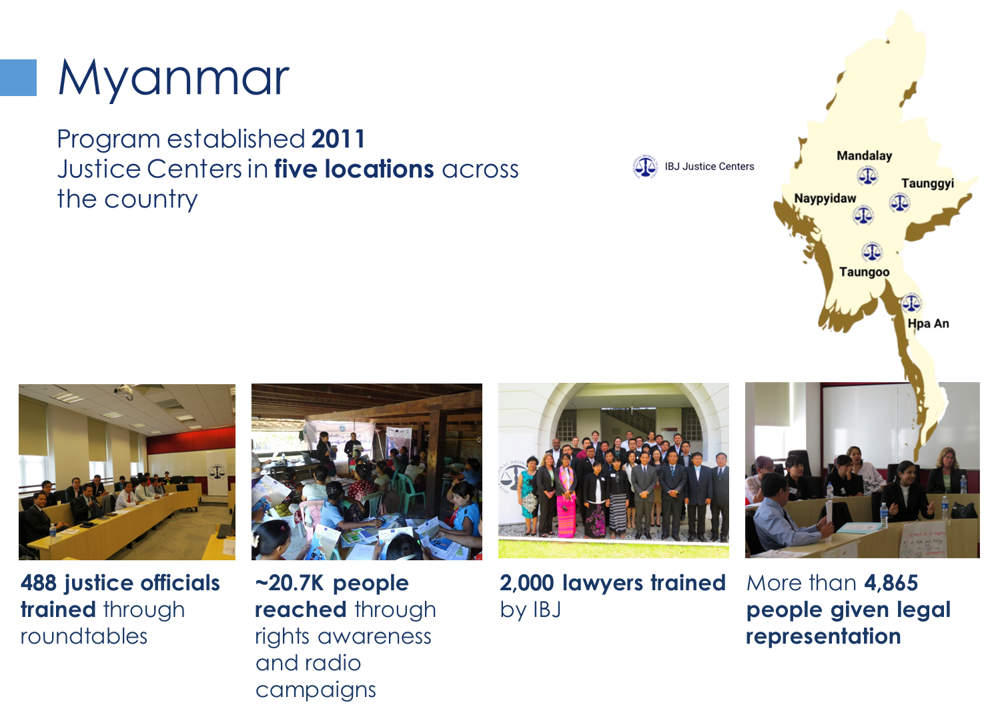 Myanmar
Program established 2011
Justice Centers in five locations across
the country
IBJ Justice Centers
Mandalay
Taunggyi
Naypyidaw
Taungoo
Hpa An
488 justice officials
trained through
roundtables
~20.7K people
reached through
rights awareness
and radio
campaigns
2,000 lawyers trained
by IBJ
More than 4,865
people given legal
representation